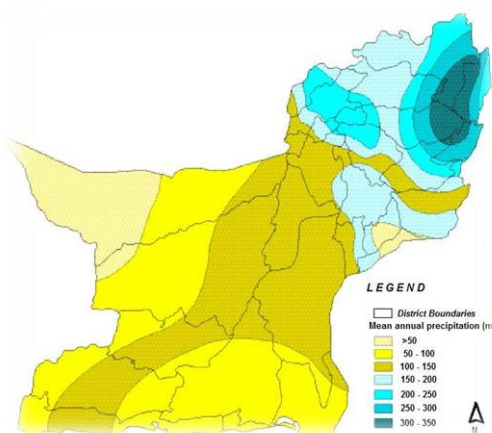 LEGEND
District Boundaries
Mean annual precipitation (m
>50
50 - 100
100 - 150
150 - 200
200 - 250
250 - 300
300 - 350
N